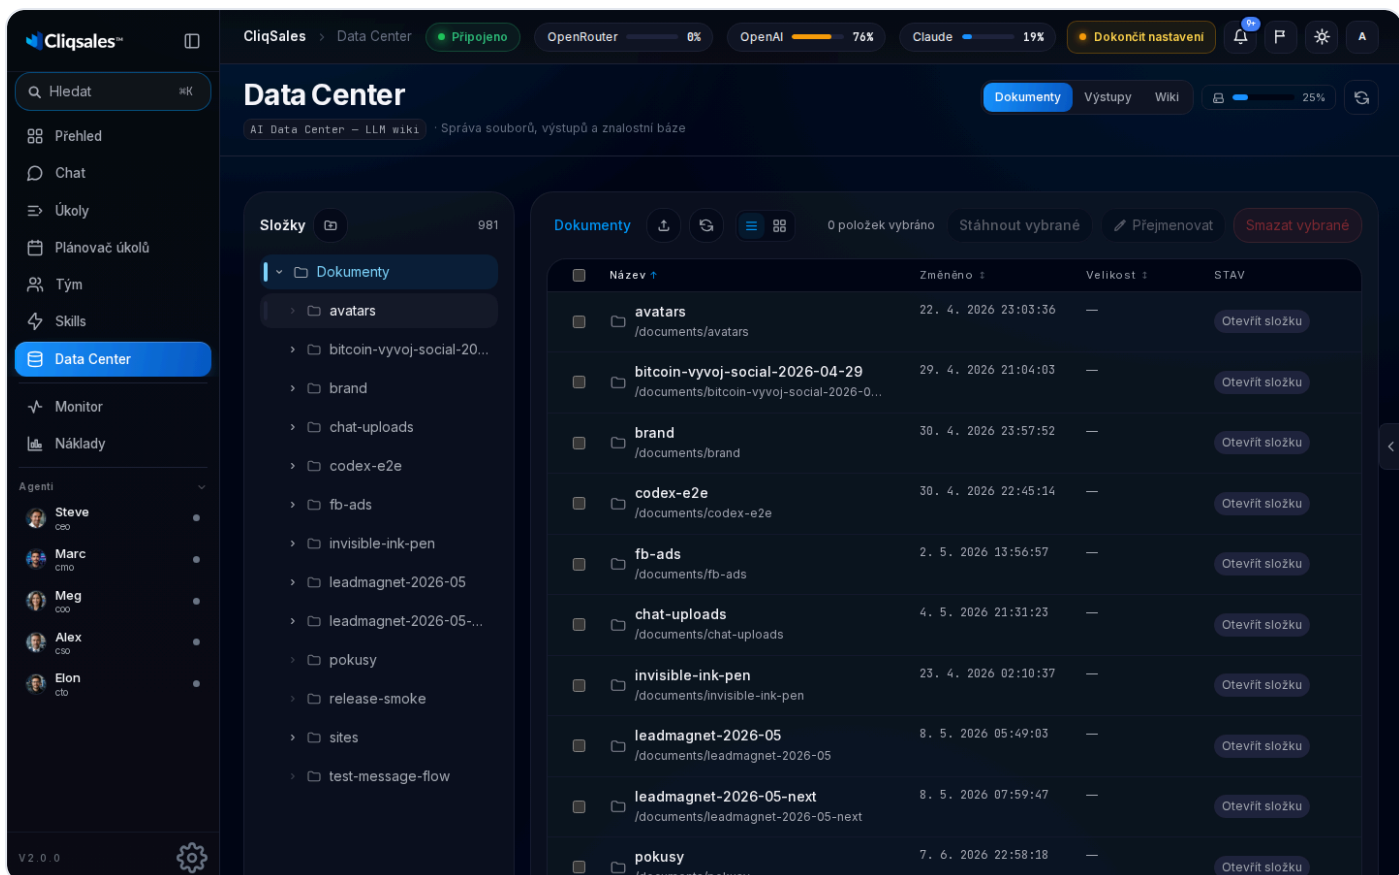 Cliqsales™
Hledat ⌘K
Přehled
Chat
Úkoly
Plánovač úkolů
Tým
Skills
Data Center
Monitor
Náklady
Agenti
Steve
ceo
Marc
cmo
Meg
coo
Alex
cso
Elon
cto
V2.0.0
CliqSales › Data Center
Připojeno
OpenRouter 0%
OpenAI 76%
Claude 19%
Dokončit nastavení
9+
A
Data Center
AI Data Center — LLM wiki · Správa souborů, výstupů a znalostní báze
Dokumenty Výstupy Wiki
25%
Složky 981
Dokumenty
avatars
bitcoin-vyvoj-social-20...
brand
chat-uploads
codex-e2e
fb-ads
invisible-ink-pen
leadmagnet-2026-05
leadmagnet-2026-05-...
pokusy
release-smoke
sites
test-message-flow
Dokumenty 0 položek vybráno Stáhnout vybrané Přejmenovat Smazat vybrané
Název ↑ Změněno ↕ Velikost ↕ STAV
avatars 22. 4. 2026 23:03:36 — Otevřít složku
/documents/avatars
bitcoin-vyvoj-social-2026-04-29 29. 4. 2026 21:04:03 — Otevřít složku
/documents/bitcoin-vyvoj-social-2026-0...
brand 30. 4. 2026 23:57:52 — Otevřít složku
/documents/brand
codex-e2e 30. 4. 2026 22:45:14 — Otevřít složku
/documents/codex-e2e
fb-ads 2. 5. 2026 13:56:57 — Otevřít složku
/documents/fb-ads
chat-uploads 4. 5. 2026 21:31:23 — Otevřít složku
/documents/chat-uploads
invisible-ink-pen 23. 4. 2026 02:10:37 — Otevřít složku
/documents/invisible-ink-pen
leadmagnet-2026-05 8. 5. 2026 05:49:03 — Otevřít složku
/documents/leadmagnet-2026-05
leadmagnet-2026-05-next 8. 5. 2026 07:59:47 — Otevřít složku
/documents/leadmagnet-2026-05-next
pokusy 7. 6. 2026 22:58:18 — Otevřít složku